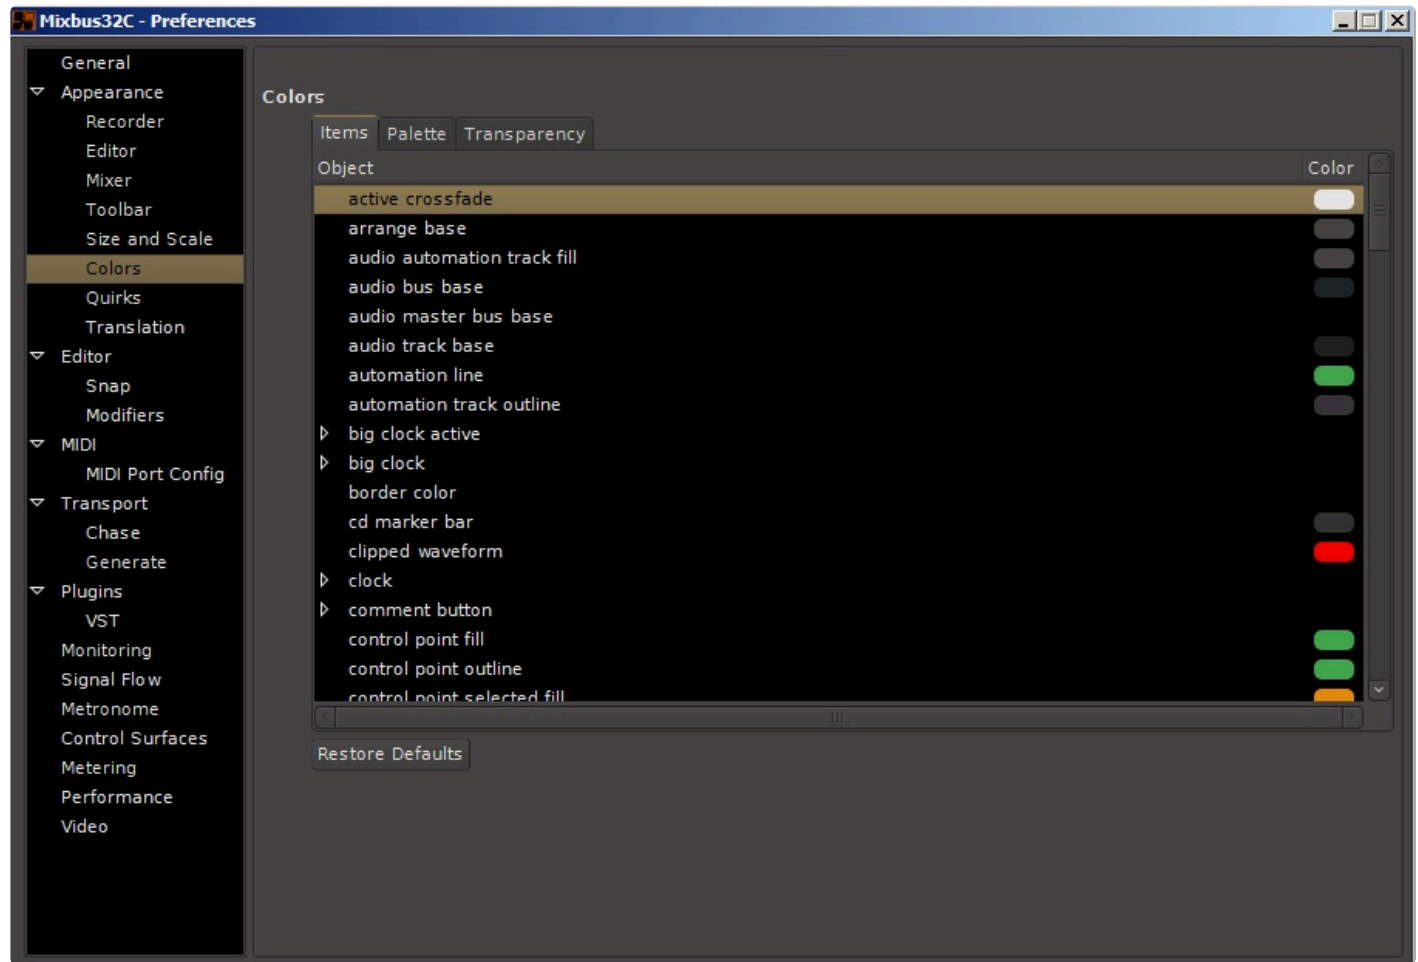 Mixbus32C - Preferences
General
Appearance
Recorder
Editor
Mixer
Toolbar
Size and Scale
Colors
Quirks
Translation
Editor
Snap
Modifiers
MIDI
MIDI Port Config
Transport
Chase
Generate
Plugins
VST
Monitoring
Signal Flow
Metronome
Control Surfaces
Metering
Performance
Video
Colors
Items Palette Transparency
Object Color
active crossfade
arrange base
audio automation track fill
audio bus base
audio master bus base
audio track base
automation line
automation track outline
big clock active
big clock
border color
cd marker bar
clipped waveform
clock
comment button
control point fill
control point outline
control point selected fill
Restore Defaults